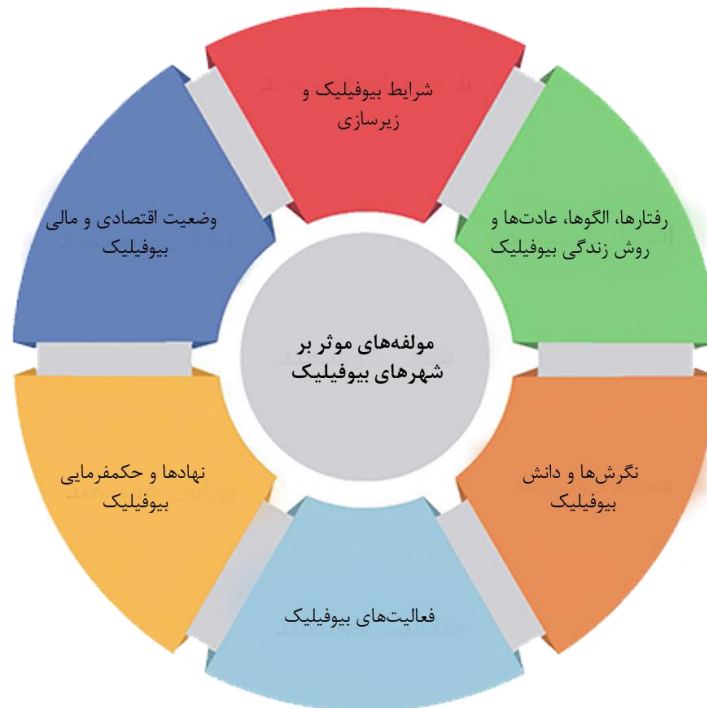 شرایط بیوفیلیک و
زیرسازی
رفتارها، الگوها، عادت‌ها و
روش زندگی بیوفیلیک
نگرش‌ها و دانش
بیوفیلیک
فعالیت‌های بیوفیلیک
نهادها و حکمفرمایی
بیوفیلیک
وضعیت اقتصادی و مالی
بیوفیلیک
مولفه‌های موثر بر
شهرهای بیوفیلیک